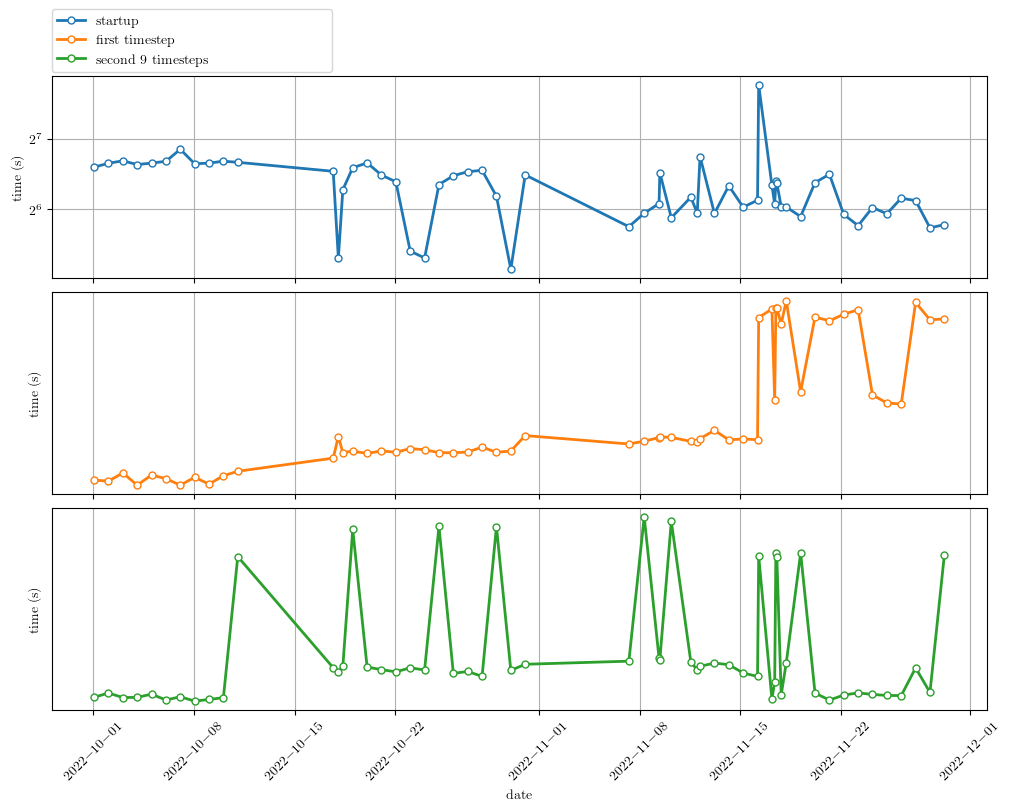 startup
first timestep
second 9 timesteps
time (s)
2^7
2^6
time (s)
time (s)
2022−10−01
2022−10−08
2022−10−15
2022−10−22
2022−11−01
2022−11−08
2022−11−15
2022−11−22
2022−12−01
date